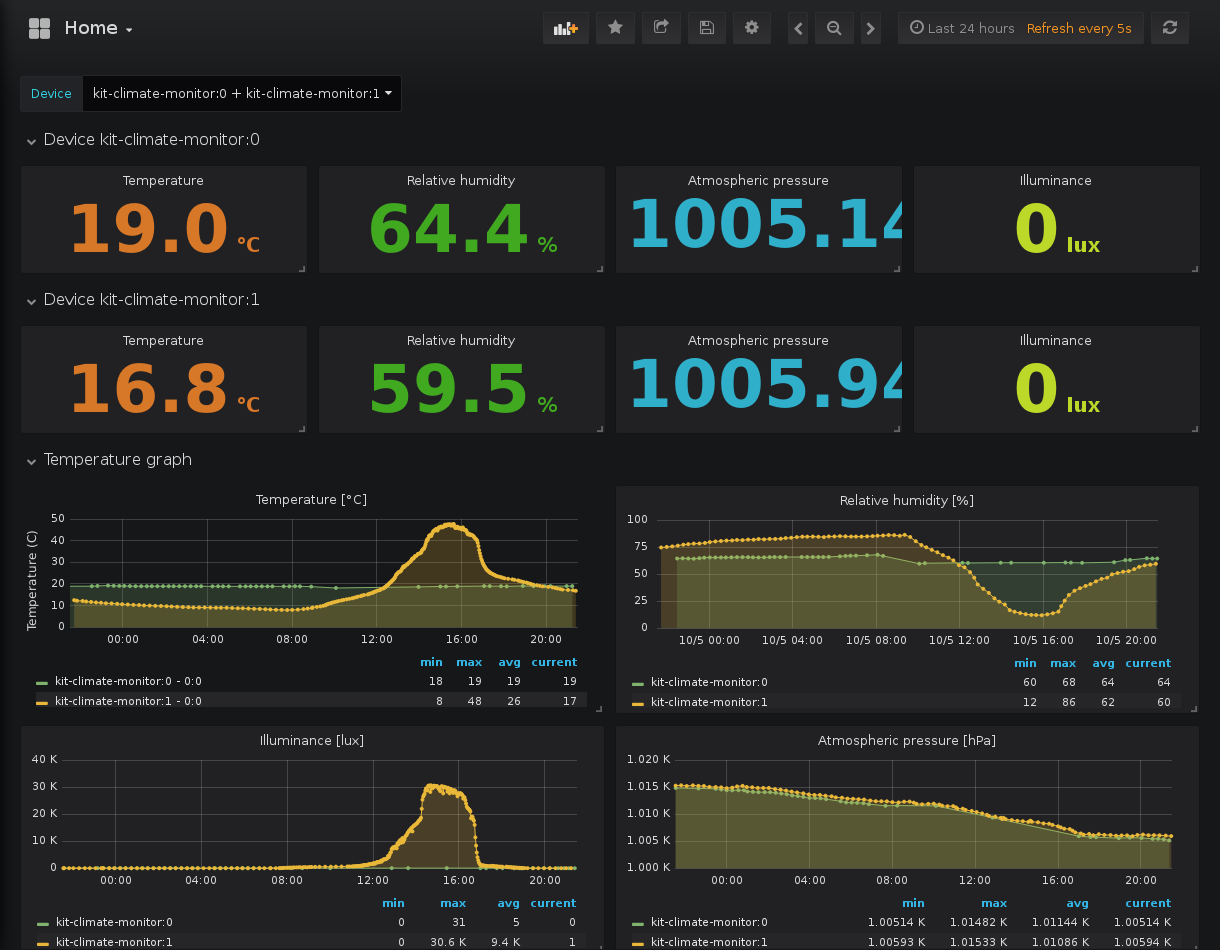 Home
Last 24 hours Refresh every 5s
Device kit-climate-monitor:0 + kit-climate-monitor:1
Device kit-climate-monitor:0
Temperature Relative humidity Atmospheric pressure Illuminance
19.0 °C 64.4 % 1005.14 0 lux
Device kit-climate-monitor:1
Temperature Relative humidity Atmospheric pressure Illuminance
16.8 °C 59.5 % 1005.94 0 lux
Temperature graph
Temperature [°C]
Temperature (C)
50
40
30
20
10
0
00:00 04:00 08:00 12:00 16:00 20:00
min max avg current
kit-climate-monitor:0 - 0:0 18 19 19 19
kit-climate-monitor:1 - 0:0 8 48 26 17
Relative humidity [%]
100
75
50
25
0
10/5 00:00 10/5 04:00 10/5 08:00 10/5 12:00 10/5 16:00 10/5 20:00
min max avg current
kit-climate-monitor:0 60 68 64 64
kit-climate-monitor:1 12 86 62 60
Illuminance [lux]
40 K
30 K
20 K
10 K
0
00:00 04:00 08:00 12:00 16:00 20:00
min max avg current
kit-climate-monitor:0 0 31 5 0
kit-climate-monitor:1 0 30.6 K 9.4 K 1
Atmospheric pressure [hPa]
1.020 K
1.015 K
1.010 K
1.005 K
1.000 K
00:00 04:00 08:00 12:00 16:00 20:00
min max avg current
kit-climate-monitor:0 1.00514 K 1.01482 K 1.01144 K 1.00514 K
kit-climate-monitor:1 1.00593 K 1.01533 K 1.01086 K 1.00594 K